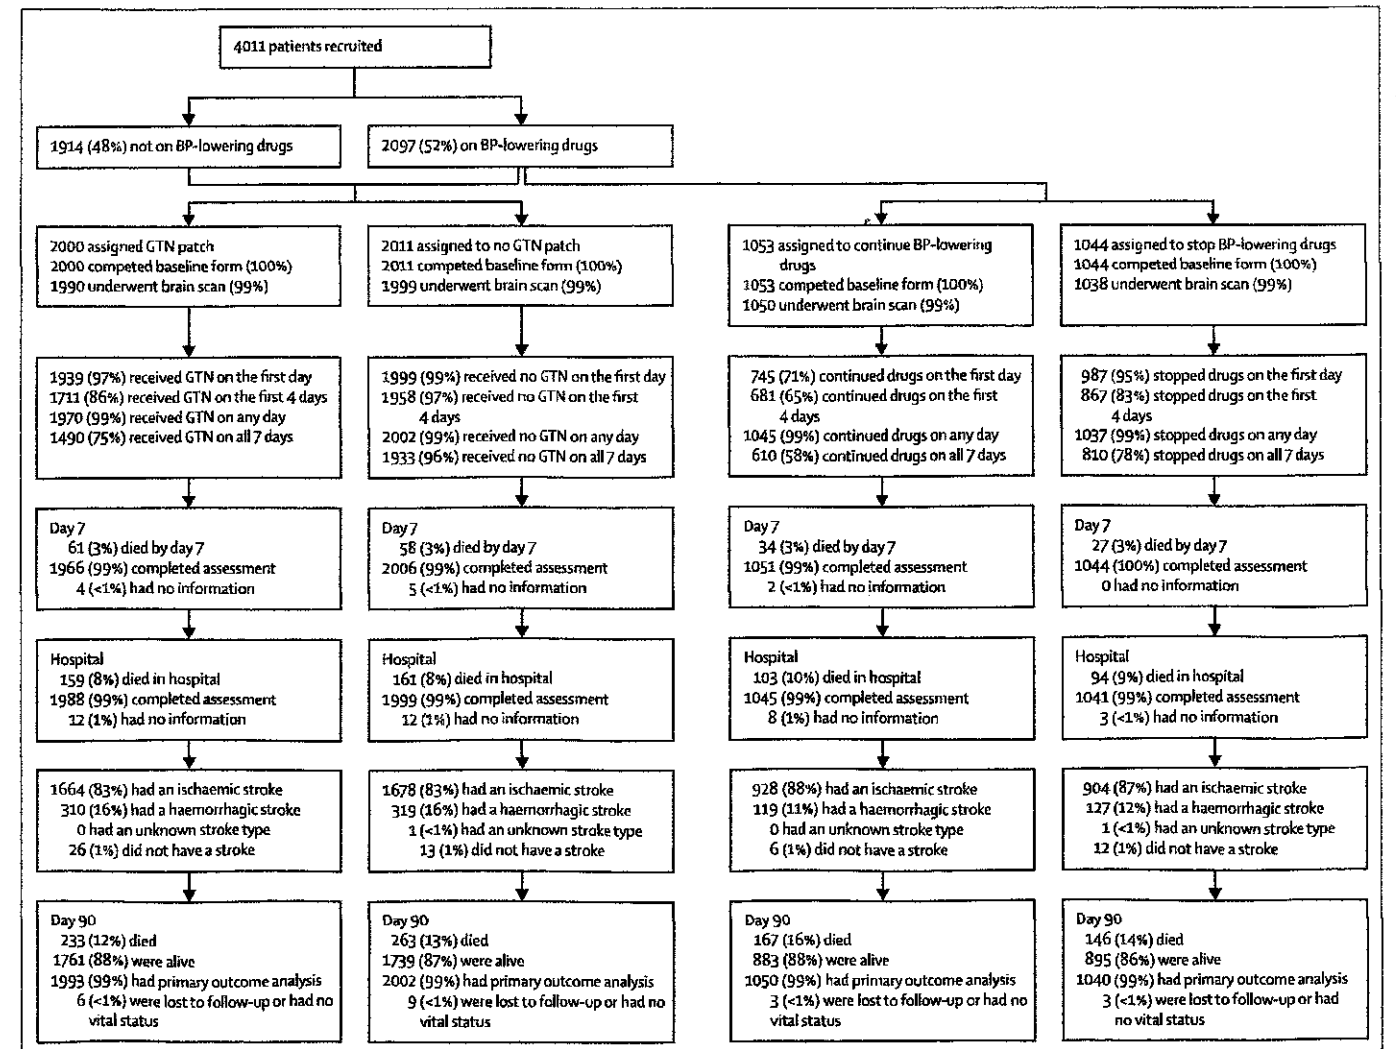 4011 patients recruited
1914 (48%) not on BP-lowering drugs
2097 (52%) on BP-lowering drugs
2000 assigned GTN patch
2000 competed baseline form (100%)
1990 underwent brain scan (99%)
2011 assigned to no GTN patch
2011 competed baseline form (100%)
1999 underwent brain scan (99%)
1053 assigned to continue BP-lowering
drugs
1053 competed baseline form (100%)
1050 underwent brain scan (99%)
1044 assigned to stop BP-lowering drugs
1044 competed baseline form (100%)
1038 underwent brain scan (99%)
1939 (97%) received GTN on the first day
1711 (86%) received GTN on the first 4 days
1970 (99%) received GTN on any day
1490 (75%) received GTN on all 7 days
1999 (99%) received no GTN on the first day
1958 (97%) received no GTN on the first
4 days
2002 (99%) received no GTN on any day
1933 (96%) received no GTN on all 7 days
745 (71%) continued drugs on the first day
681 (65%) continued drugs on the first
4 days
1045 (99%) continued drugs on any day
610 (58%) continued drugs on all 7 days
987 (95%) stopped drugs on the first day
867 (83%) stopped drugs on the first
4 days
1037 (99%) stopped drugs on any day
810 (78%) stopped drugs on all 7 days
Day 7
61 (3%) died by day 7
1966 (99%) completed assessment
4 (<1%) had no information
Day 7
58 (3%) died by day 7
2006 (99%) completed assessment
5 (<1%) had no information
Day 7
34 (3%) died by day 7
1051 (99%) completed assessment
2 (<1%) had no information
Day 7
27 (3%) died by day 7
1044 (100%) completed assessment
0 had no information
Hospital
159 (8%) died in hospital
1988 (99%) completed assessment
12 (1%) had no information
Hospital
161 (8%) died in hospital
1999 (99%) completed assessment
12 (1%) had no information
Hospital
103 (10%) died in hospital
1045 (99%) completed assessment
8 (1%) had no information
Hospital
94 (9%) died in hospital
1041 (99%) completed assessment
3 (<1%) had no information
1664 (83%) had an ischaemic stroke
310 (16%) had a haemorrhagic stroke
0 had an unknown stroke type
26 (1%) did not have a stroke
1678 (83%) had an ischaemic stroke
319 (16%) had a haemorrhagic stroke
1 (<1%) had an unknown stroke type
13 (1%) did not have a stroke
928 (88%) had an ischaemic stroke
119 (11%) had a haemorrhagic stroke
0 had an unknown stroke type
6 (1%) did not have a stroke
904 (87%) had an ischaemic stroke
127 (12%) had a haemorrhagic stroke
1 (<1%) had an unknown stroke type
12 (1%) did not have a stroke
Day 90
233 (12%) died
1761 (88%) were alive
1993 (99%) had primary outcome analysis
6 (<1%) were lost to follow-up or had no
vital status
Day 90
263 (13%) died
1739 (87%) were alive
2002 (99%) had primary outcome analysis
9 (<1%) were lost to follow-up or had no
vital status
Day 90
167 (16%) died
883 (88%) were alive
1050 (99%) had primary outcome analysis
3 (<1%) were lost to follow-up or had no
vital status
Day 90
146 (14%) died
895 (86%) were alive
1040 (99%) had primary outcome analysis
3 (<1%) were lost to follow-up or had
no vital status